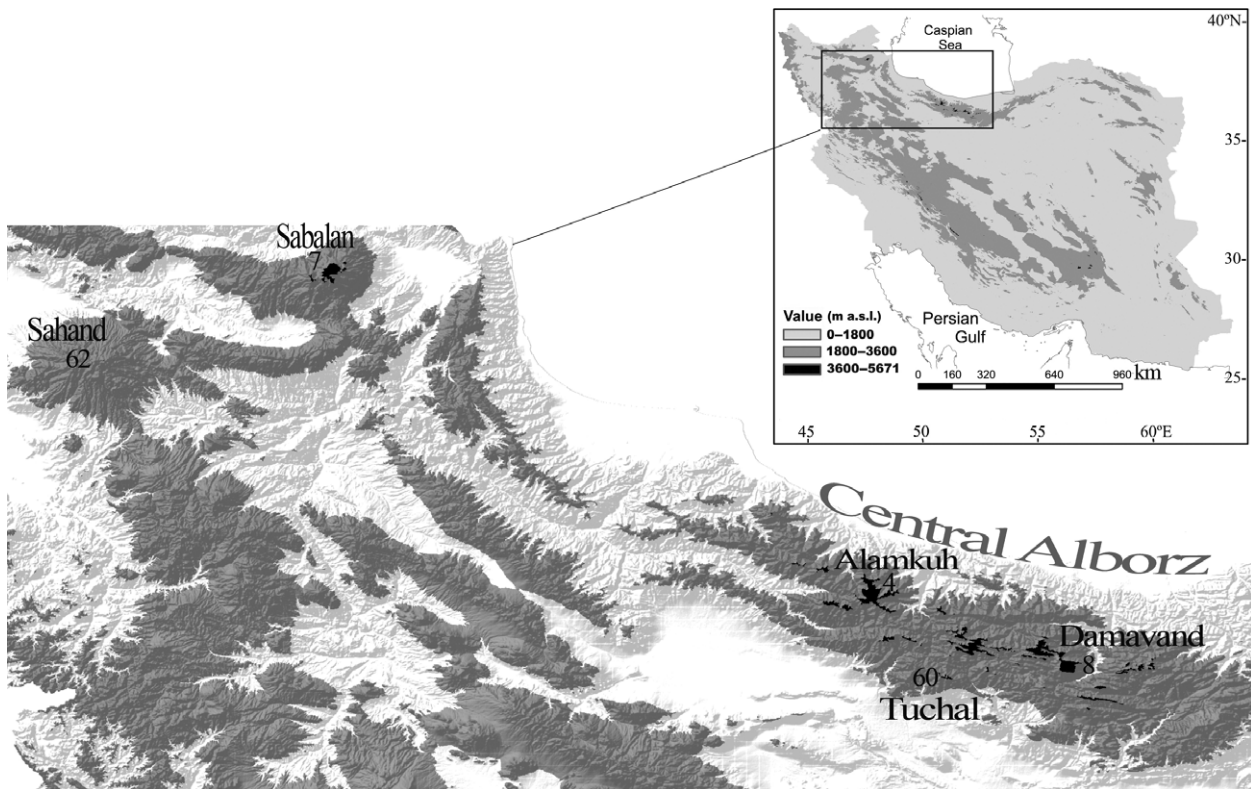 40ºN
Caspian
Sea
35
30
Persian
Gulf
Value (m a.s.l.)
0–1800
1800–3600
3600–5671
0 160 320 640 960 km
25
45 50 55 60ºE
Sabalan
7
Sahand
62
Central Alborz
Alamkuh
4
Damavand
8
60
Tuchal